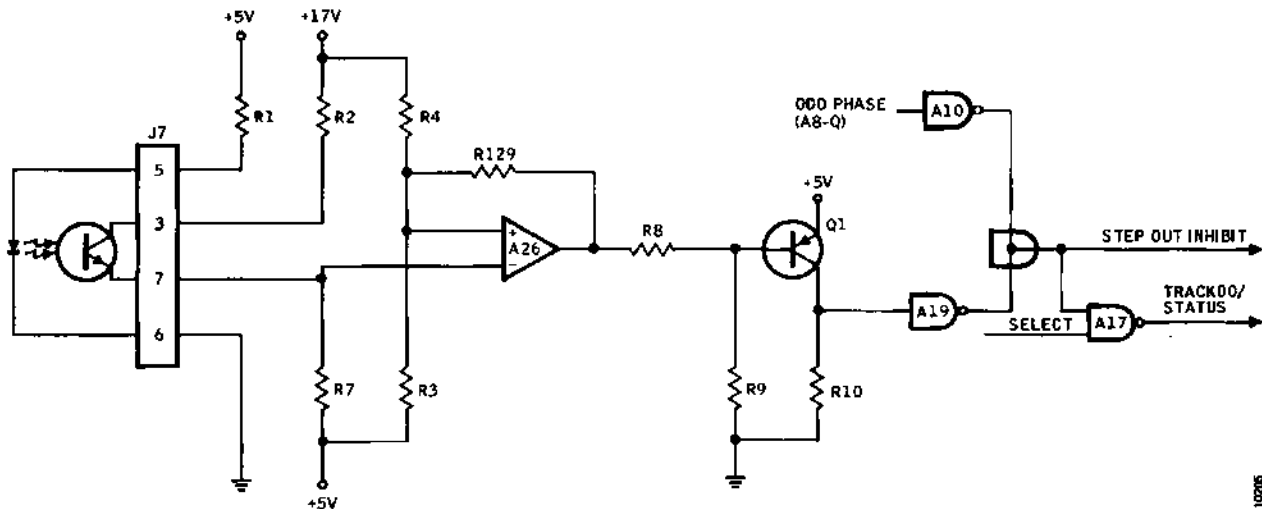 +5V
+17V
R1
R2
R4
ODD PHASE
(A8-Q)
A10
J7
5
3
7
6
R129
+
A26
-
R8
+5V
Q1
STEP OUT INHIBIT
A19
SELECT
A17
TRACK00/
STATUS
R7
R3
R9
R10
+5V
10205